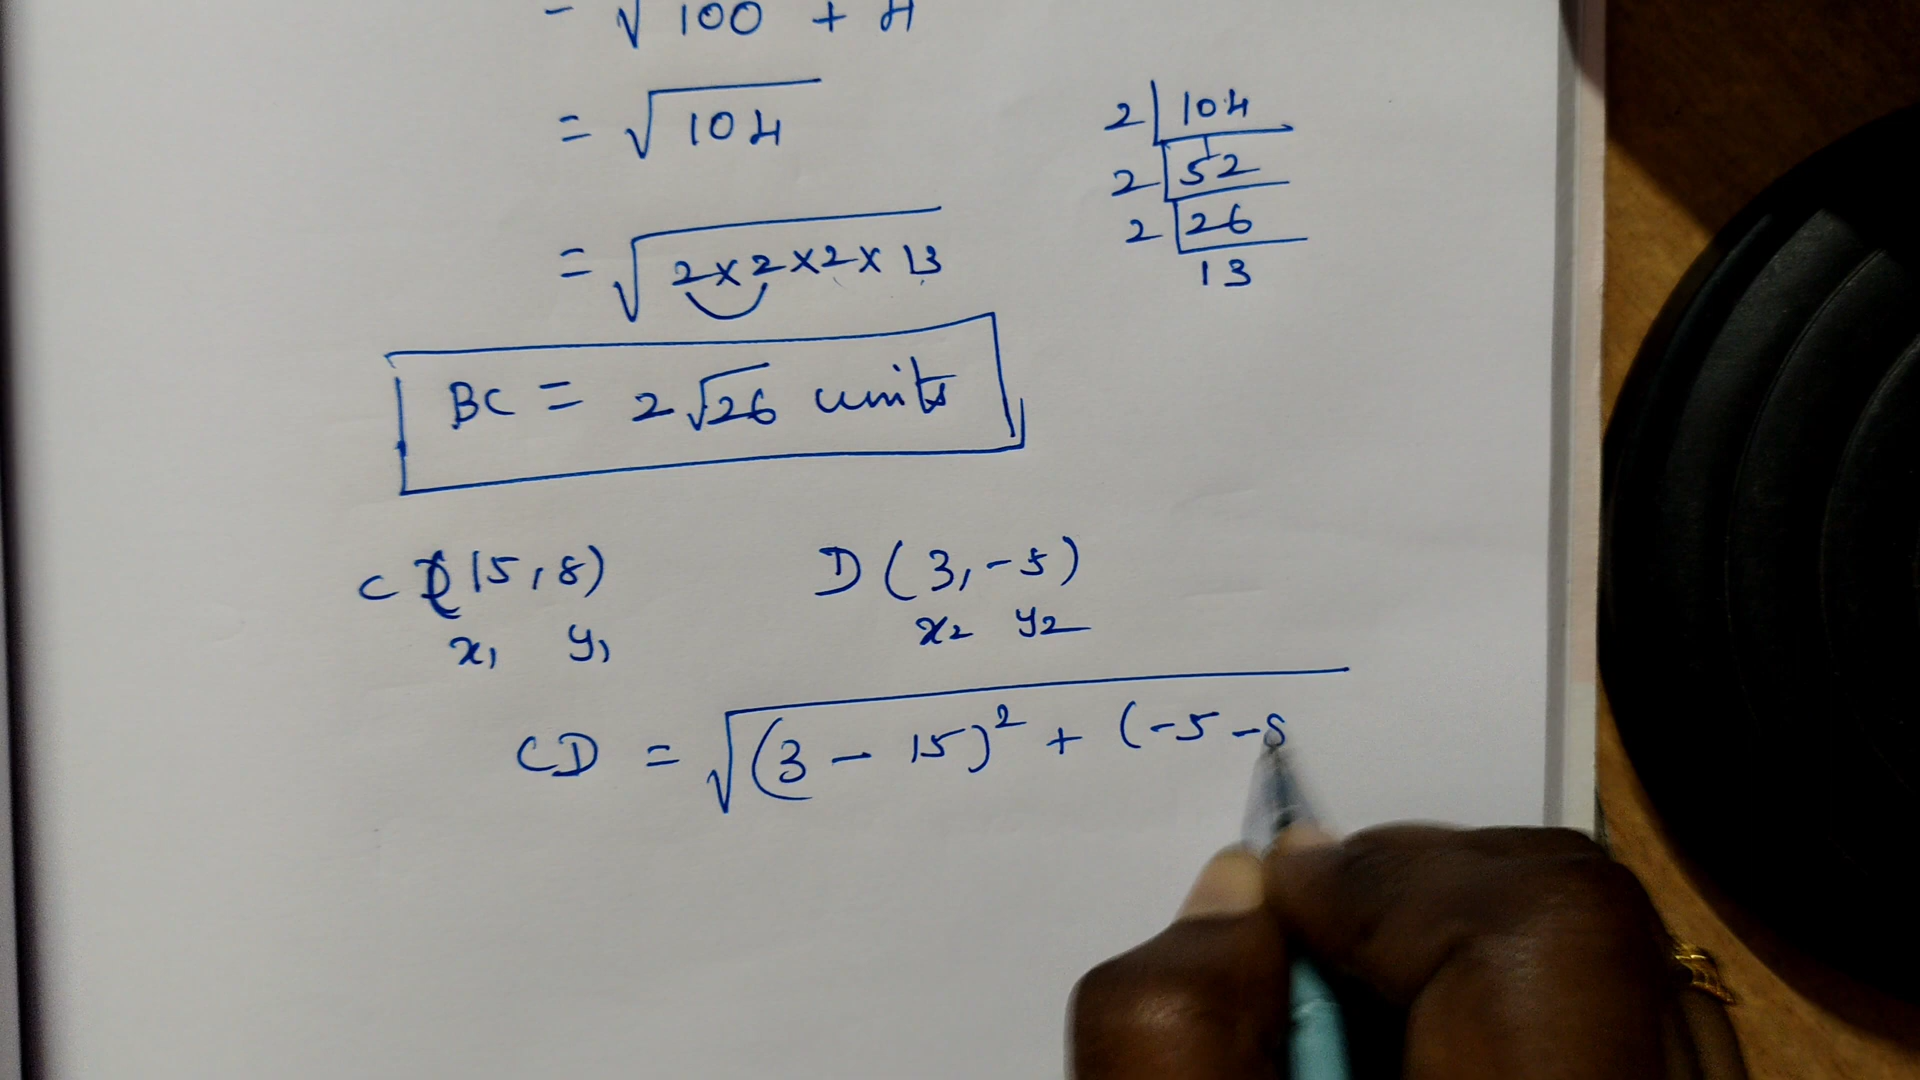 = √100 + 4
= √104
= √2×2×2×13
2 | 104
2 | 52
2 | 26
13
BC = 2√26 units
C (15, 8) D (3, -5)
x₁ y₁ x₂ y₂
CD = √(3 - 15)² + (-5 -8